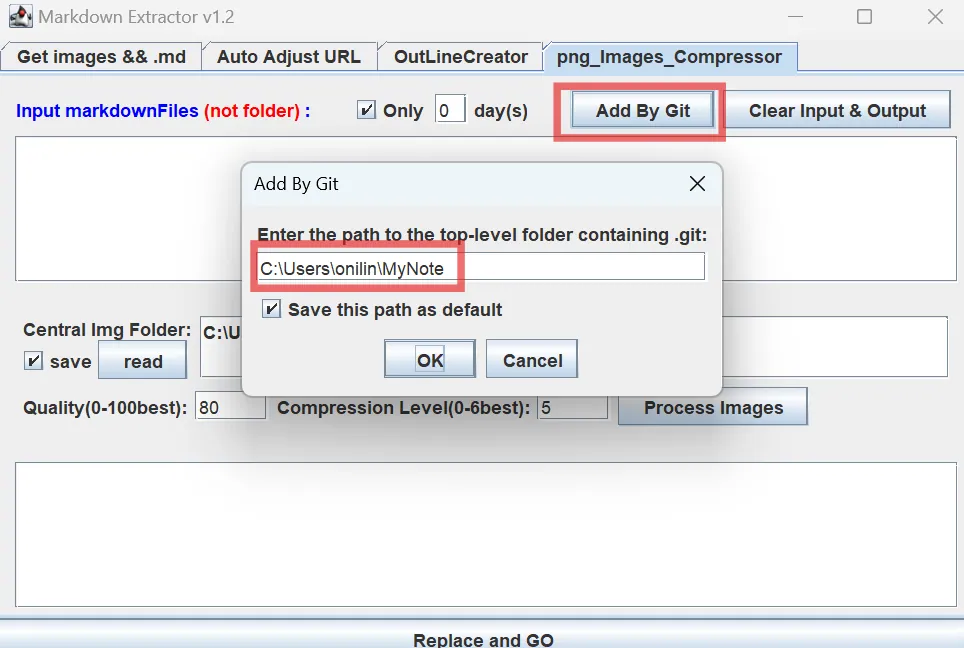 Markdown Extractor v1.2
Get images && .md Auto Adjust URL OutLineCreator png_Images_Compressor
Input markdownFiles (not folder) : Only 0 day(s) Add By Git Clear Input & Output
Add By Git
Enter the path to the top-level folder containing .git:
C:\Users\onilin\MyNote
Save this path as default
OK Cancel
Central Img Folder: C:\U
save read
Quality(0-100best): 80 Compression Level(0-6best): 5 Process Images
Replace and GO